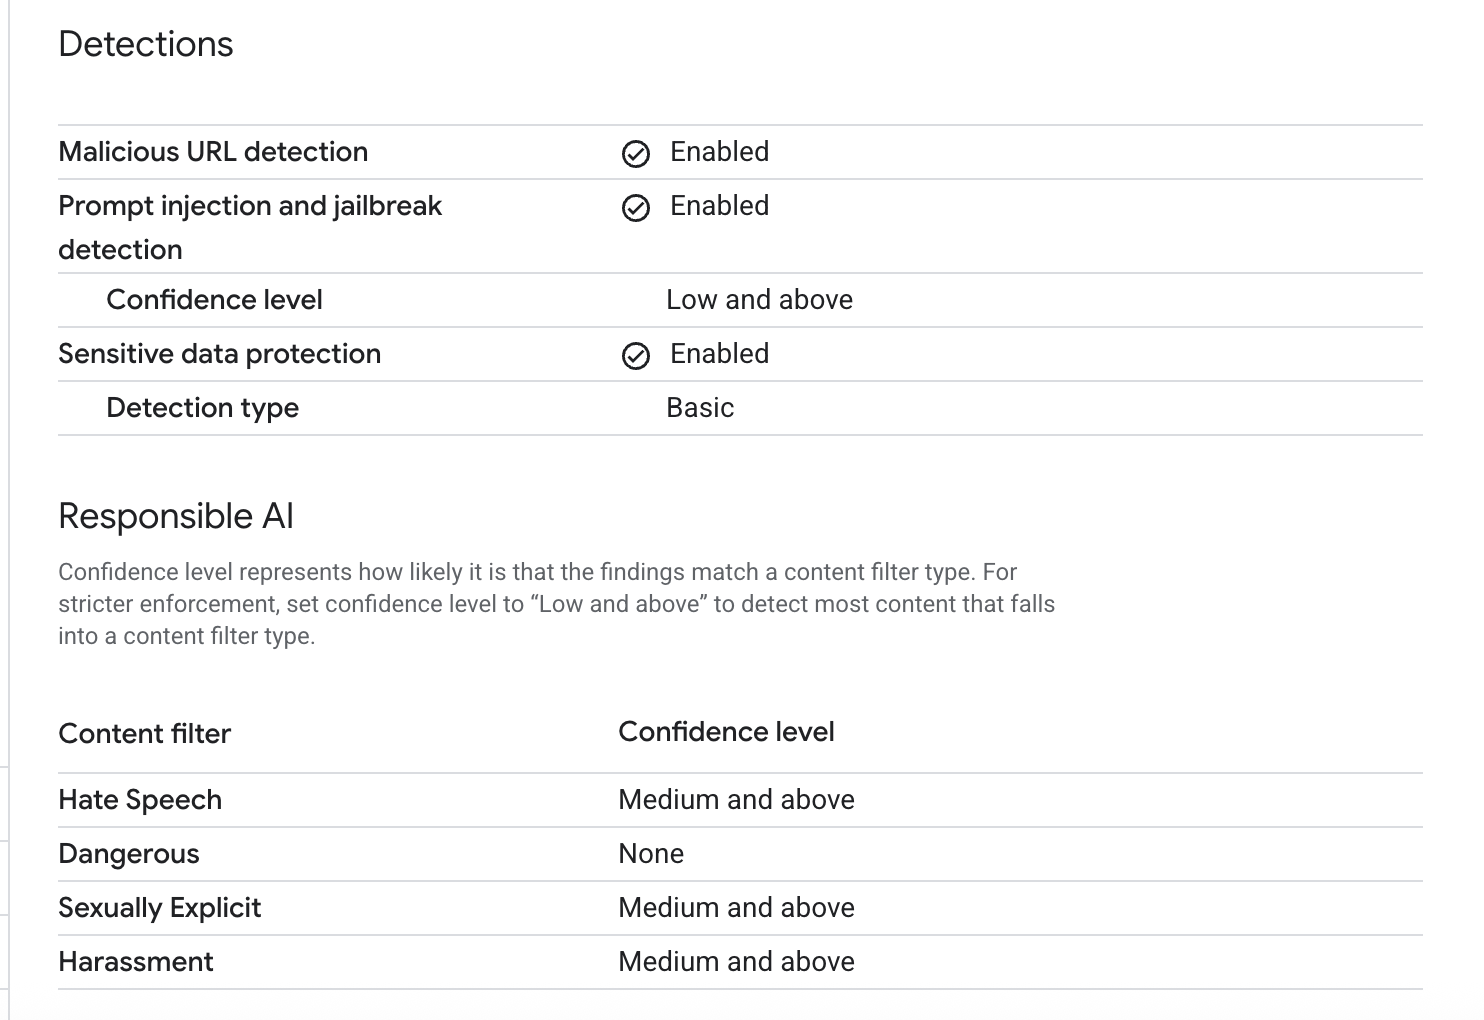 Detections
Malicious URL detection Enabled
Prompt injection and jailbreak Enabled
detection
Confidence level Low and above
Sensitive data protection Enabled
Detection type Basic
Responsible AI
Confidence level represents how likely it is that the findings match a content filter type. For
stricter enforcement, set confidence level to “Low and above” to detect most content that falls
into a content filter type.
Content filter Confidence level
Hate Speech Medium and above
Dangerous None
Sexually Explicit Medium and above
Harassment Medium and above